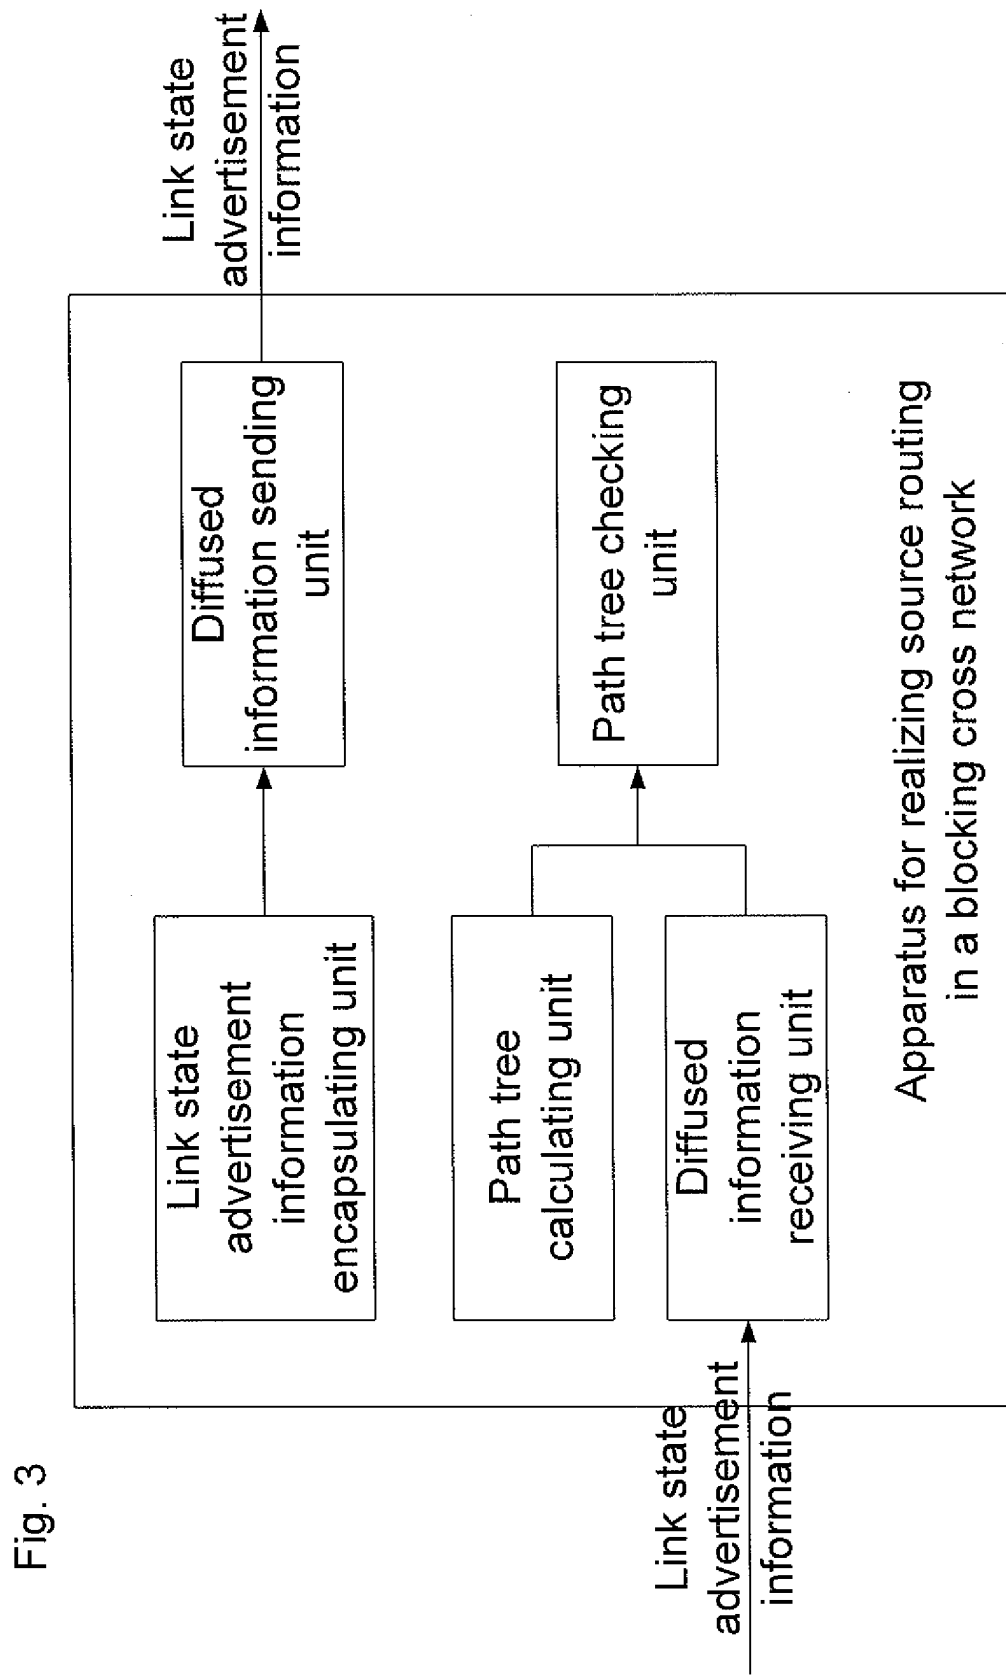 Fig. 3
Link state
advertisement
information
encapsulating unit
Diffused
information sending
unit
Link state
advertisement
information
Path tree
calculating unit
Path tree checking
unit
Link state
advertisement
information
Diffused
information
receiving unit
Apparatus for realizing source routing
in a blocking cross network